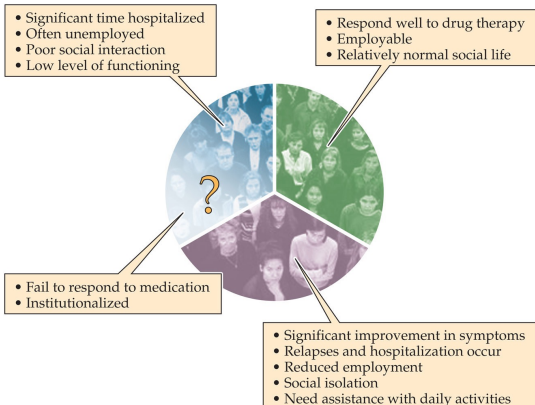 • Significant time hospitalized
• Often unemployed
• Poor social interaction
• Low level of functioning
• Respond well to drug therapy
• Employable
• Relatively normal social life
?
• Fail to respond to medication
• Institutionalized
• Significant improvement in symptoms
• Relapses and hospitalization occur
• Reduced employment
• Social isolation
• Need assistance with daily activities